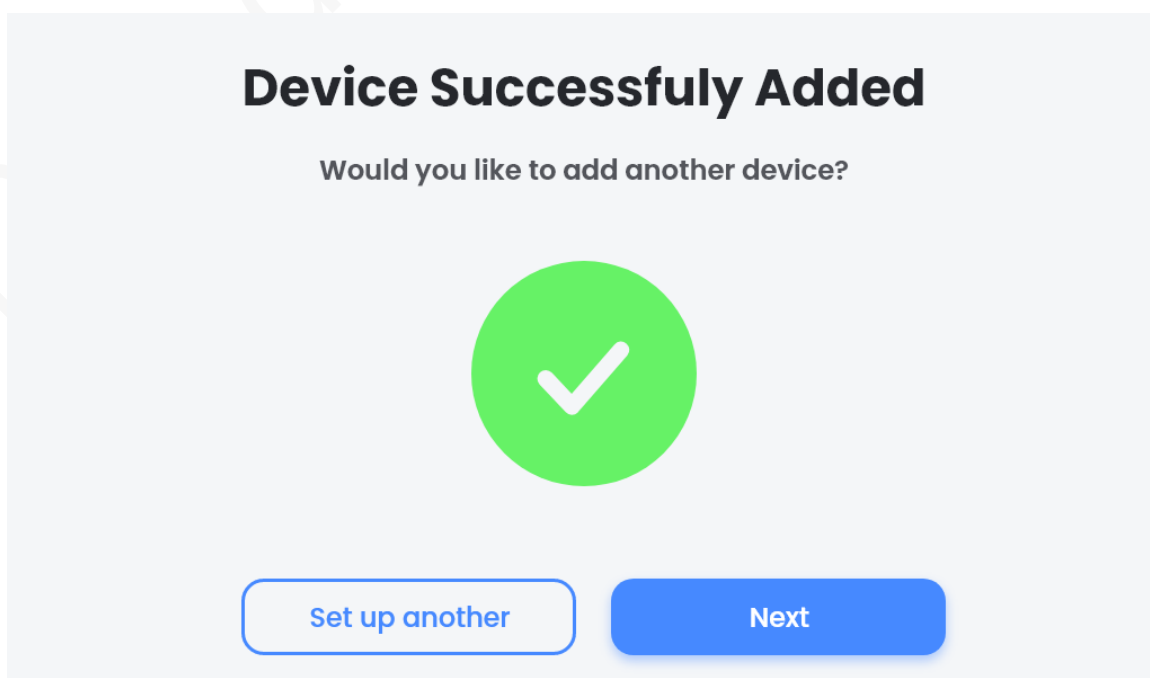 Device Successfuly Added
Would you like to add another device?
Set up another
Next